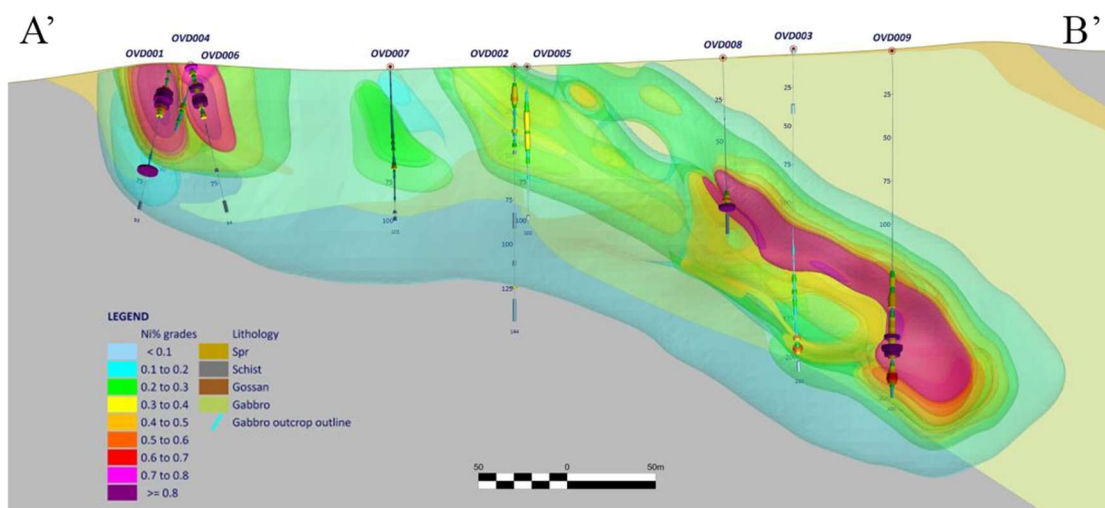 A’
B’
OVD004
OVD001
OVD006
OVD007
OVD002
OVD005
OVD008
OVD003
OVD009
25
25
25
50
50
50
75
75
75
75
75
75
100
100
100
100
100
125
144
LEGEND
Ni% grades
Lithology
< 0.1
Spr
0.1 to 0.2
Schist
0.2 to 0.3
Gossan
0.3 to 0.4
Gabbro
0.4 to 0.5
Gabbro outcrop outline
0.5 to 0.6
0.6 to 0.7
0.7 to 0.8
>= 0.8
50
0
50m